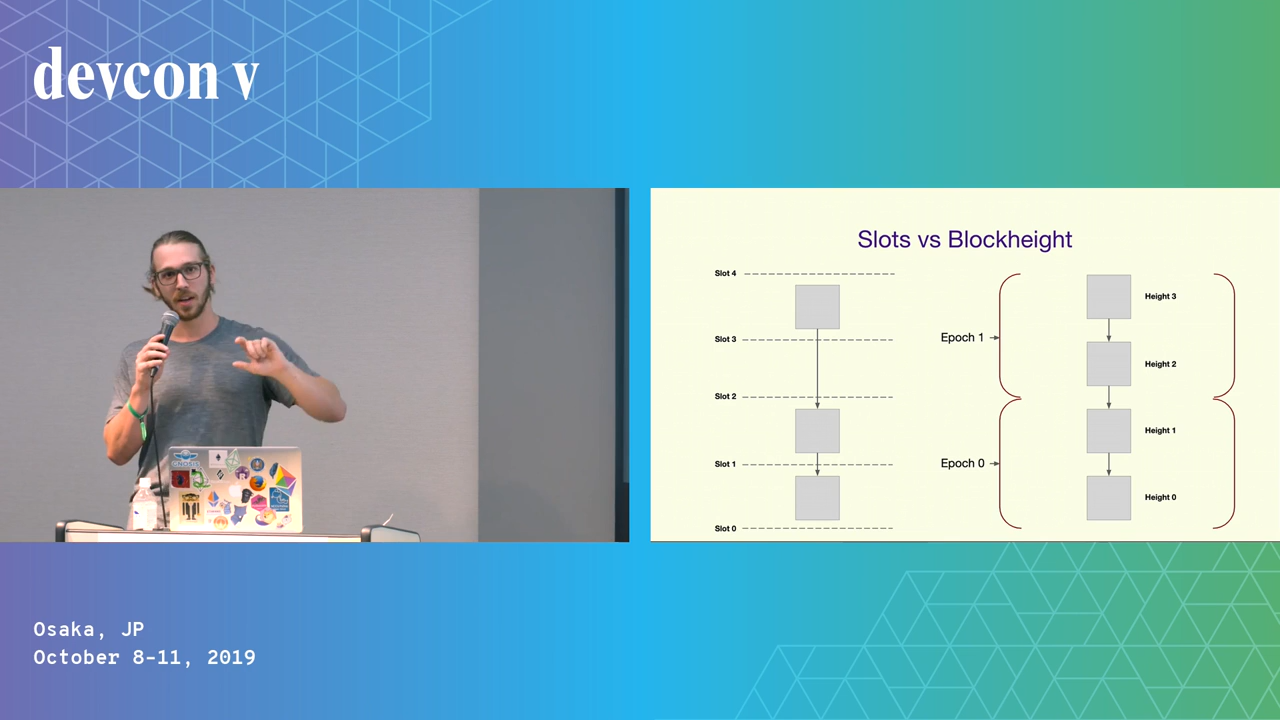 devcon v
Slots vs Blockheight
Slot 4
Slot 3
Slot 2
Slot 1
Slot 0
Epoch 1
Epoch 0
Height 3
Height 2
Height 1
Height 0
GNOSIS
Osaka, JP
October 8-11, 2019